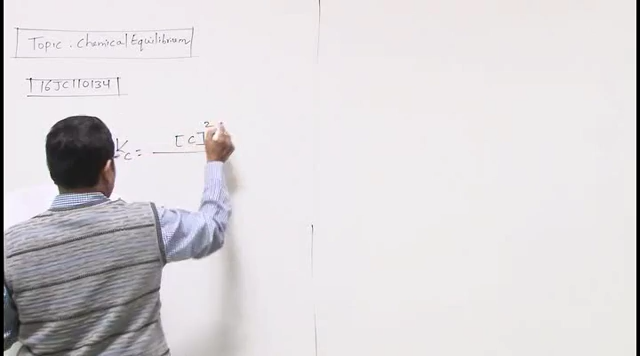 Topic. Chemical Equilibrium
16JC110134
Kc = [C]²